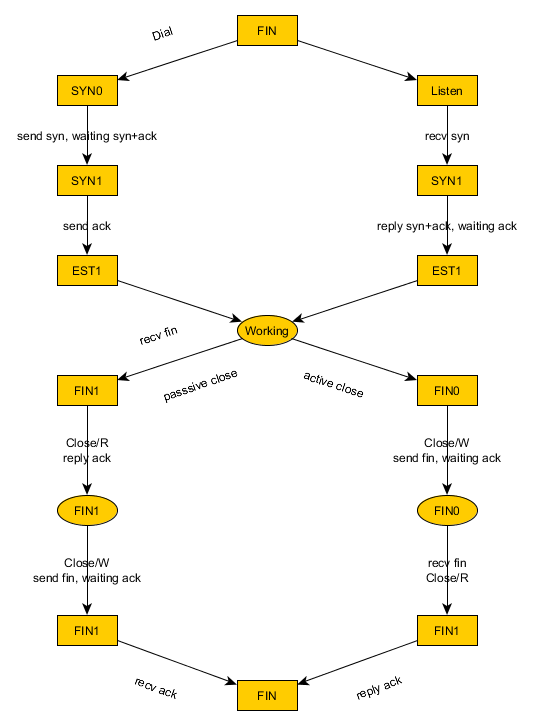 FIN
Dial
SYN0
Listen
send syn, waiting syn+ack
recv syn
SYN1
SYN1
send ack
reply syn+ack, waiting ack
EST1
EST1
Working
recv fin
passsive close
active close
FIN1
FIN0
Close/R
reply ack
Close/W
send fin, waiting ack
FIN1
FIN0
Close/W
send fin, waiting ack
recv fin
Close/R
FIN1
FIN1
recv ack
reply ack
FIN